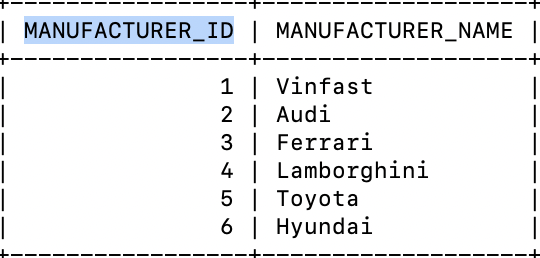 | MANUFACTURER_ID | MANUFACTURER_NAME |
| 1 | Vinfast |
| 2 | Audi |
| 3 | Ferrari |
| 4 | Lamborghini |
| 5 | Toyota |
| 6 | Hyundai |